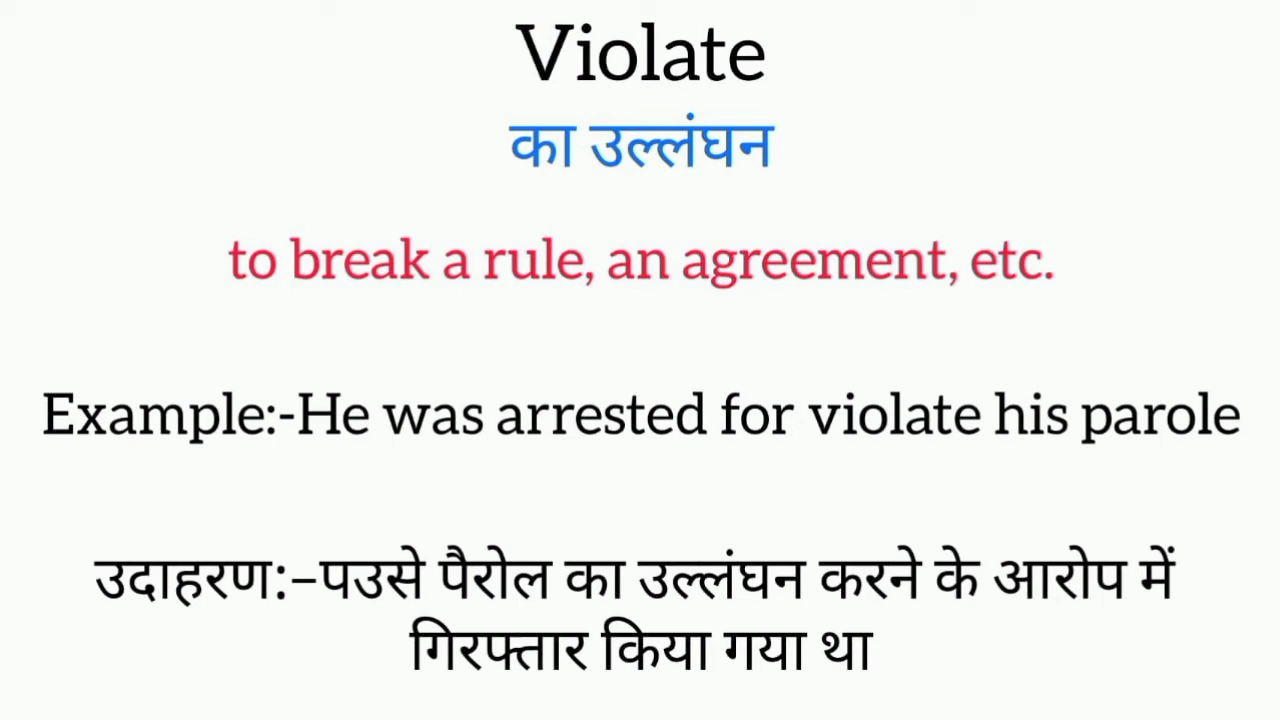 Violate
का उल्लंघन
to break a rule, an agreement, etc.
Example:-He was arrested for violate his parole
उदाहरण:–पउसे पैरोल का उल्लंघन करने के आरोप में
गिरफ्तार किया गया था